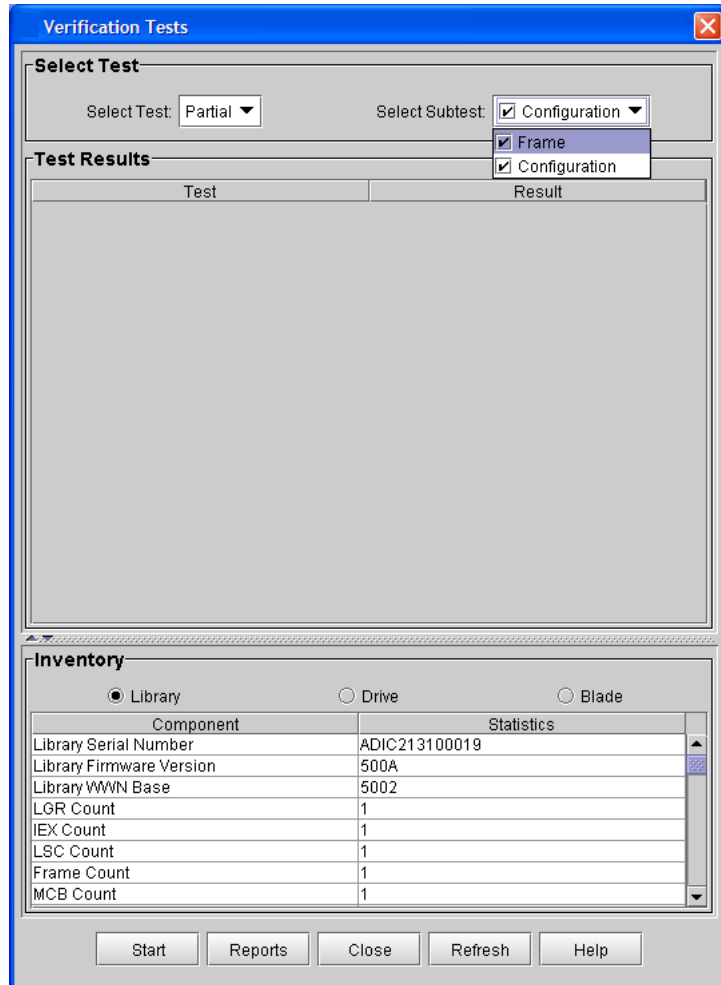 Verification Tests
Select Test
Select Test: Partial Select Subtest: Configuration
Frame
Configuration
Test Results
Test Result
Inventory
Library Drive Blade
Component Statistics
Library Serial Number ADIC213100019
Library Firmware Version 500A
Library WWN Base 5002
LGR Count 1
IEX Count 1
LSC Count 1
Frame Count 1
MCB Count 1
Start Reports Close Refresh Help